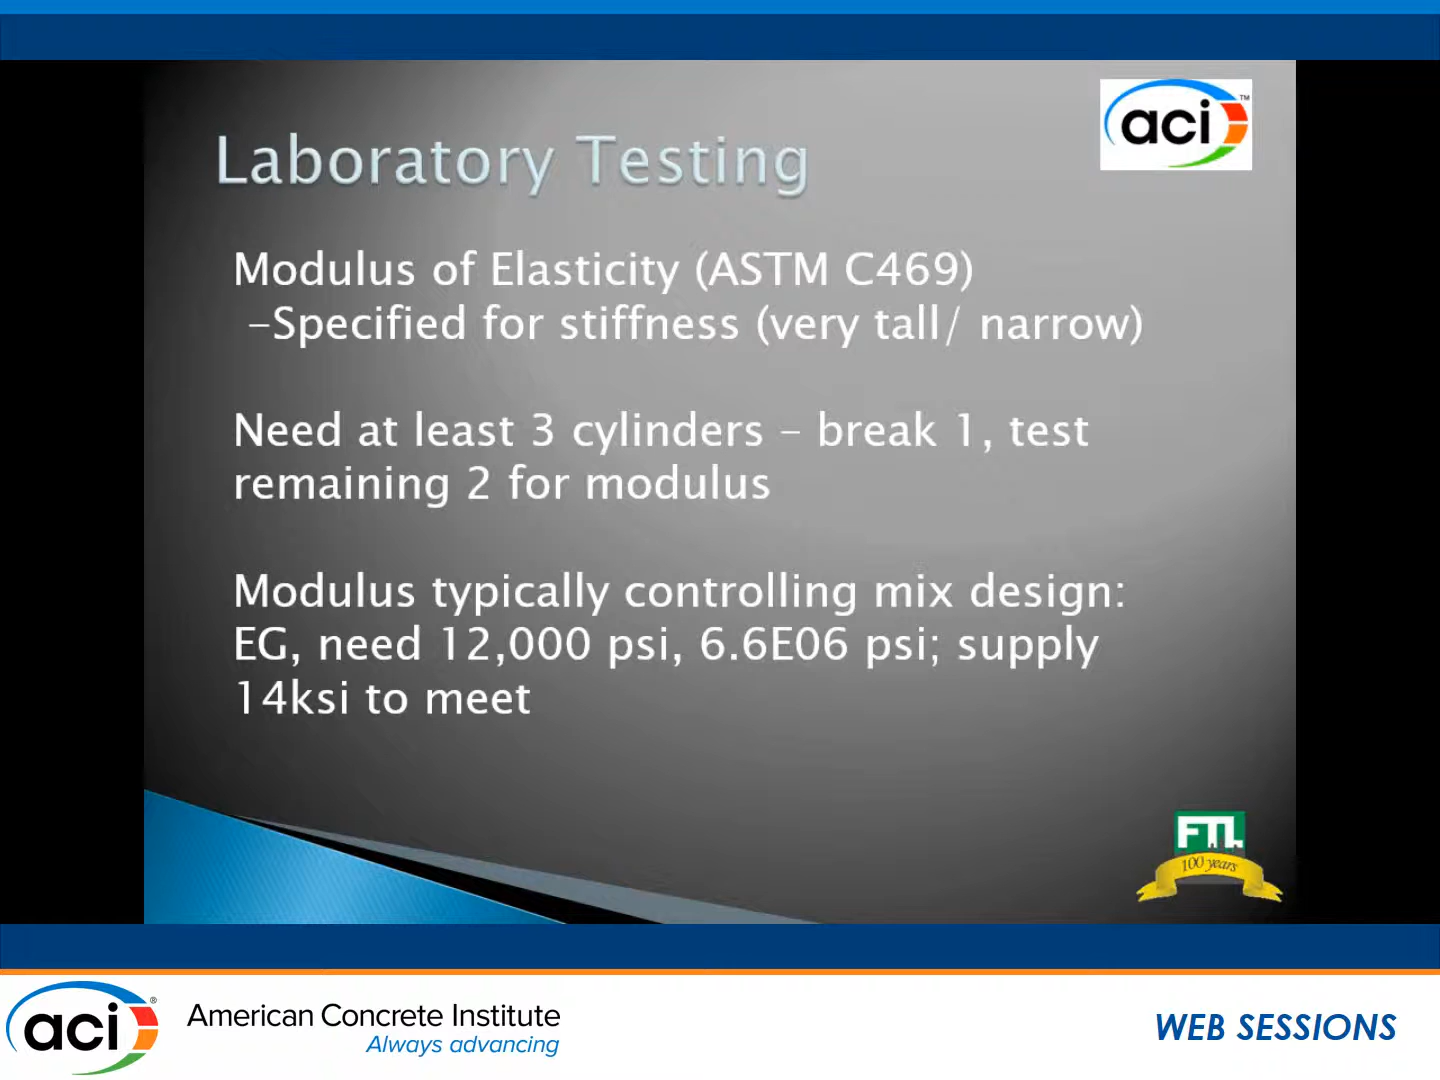 aci™
Laboratory Testing
Modulus of Elasticity (ASTM C469)
-Specified for stiffness (very tall/ narrow)
Need at least 3 cylinders - break 1, test
remaining 2 for modulus
Modulus typically controlling mix design:
EG, need 12,000 psi, 6.6E06 psi; supply
14ksi to meet
FTL
100 years
aci®
American Concrete Institute
Always advancing
WEB SESSIONS